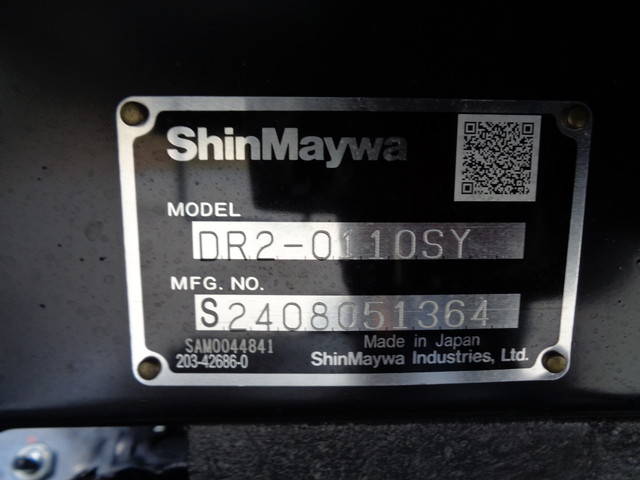 ShinMaywa
MODEL
DR2-0110SY
MFG. NO.
S2408051364
SAM0044841
203-42686-0
Made in Japan
ShinMaywa Industries, Ltd.